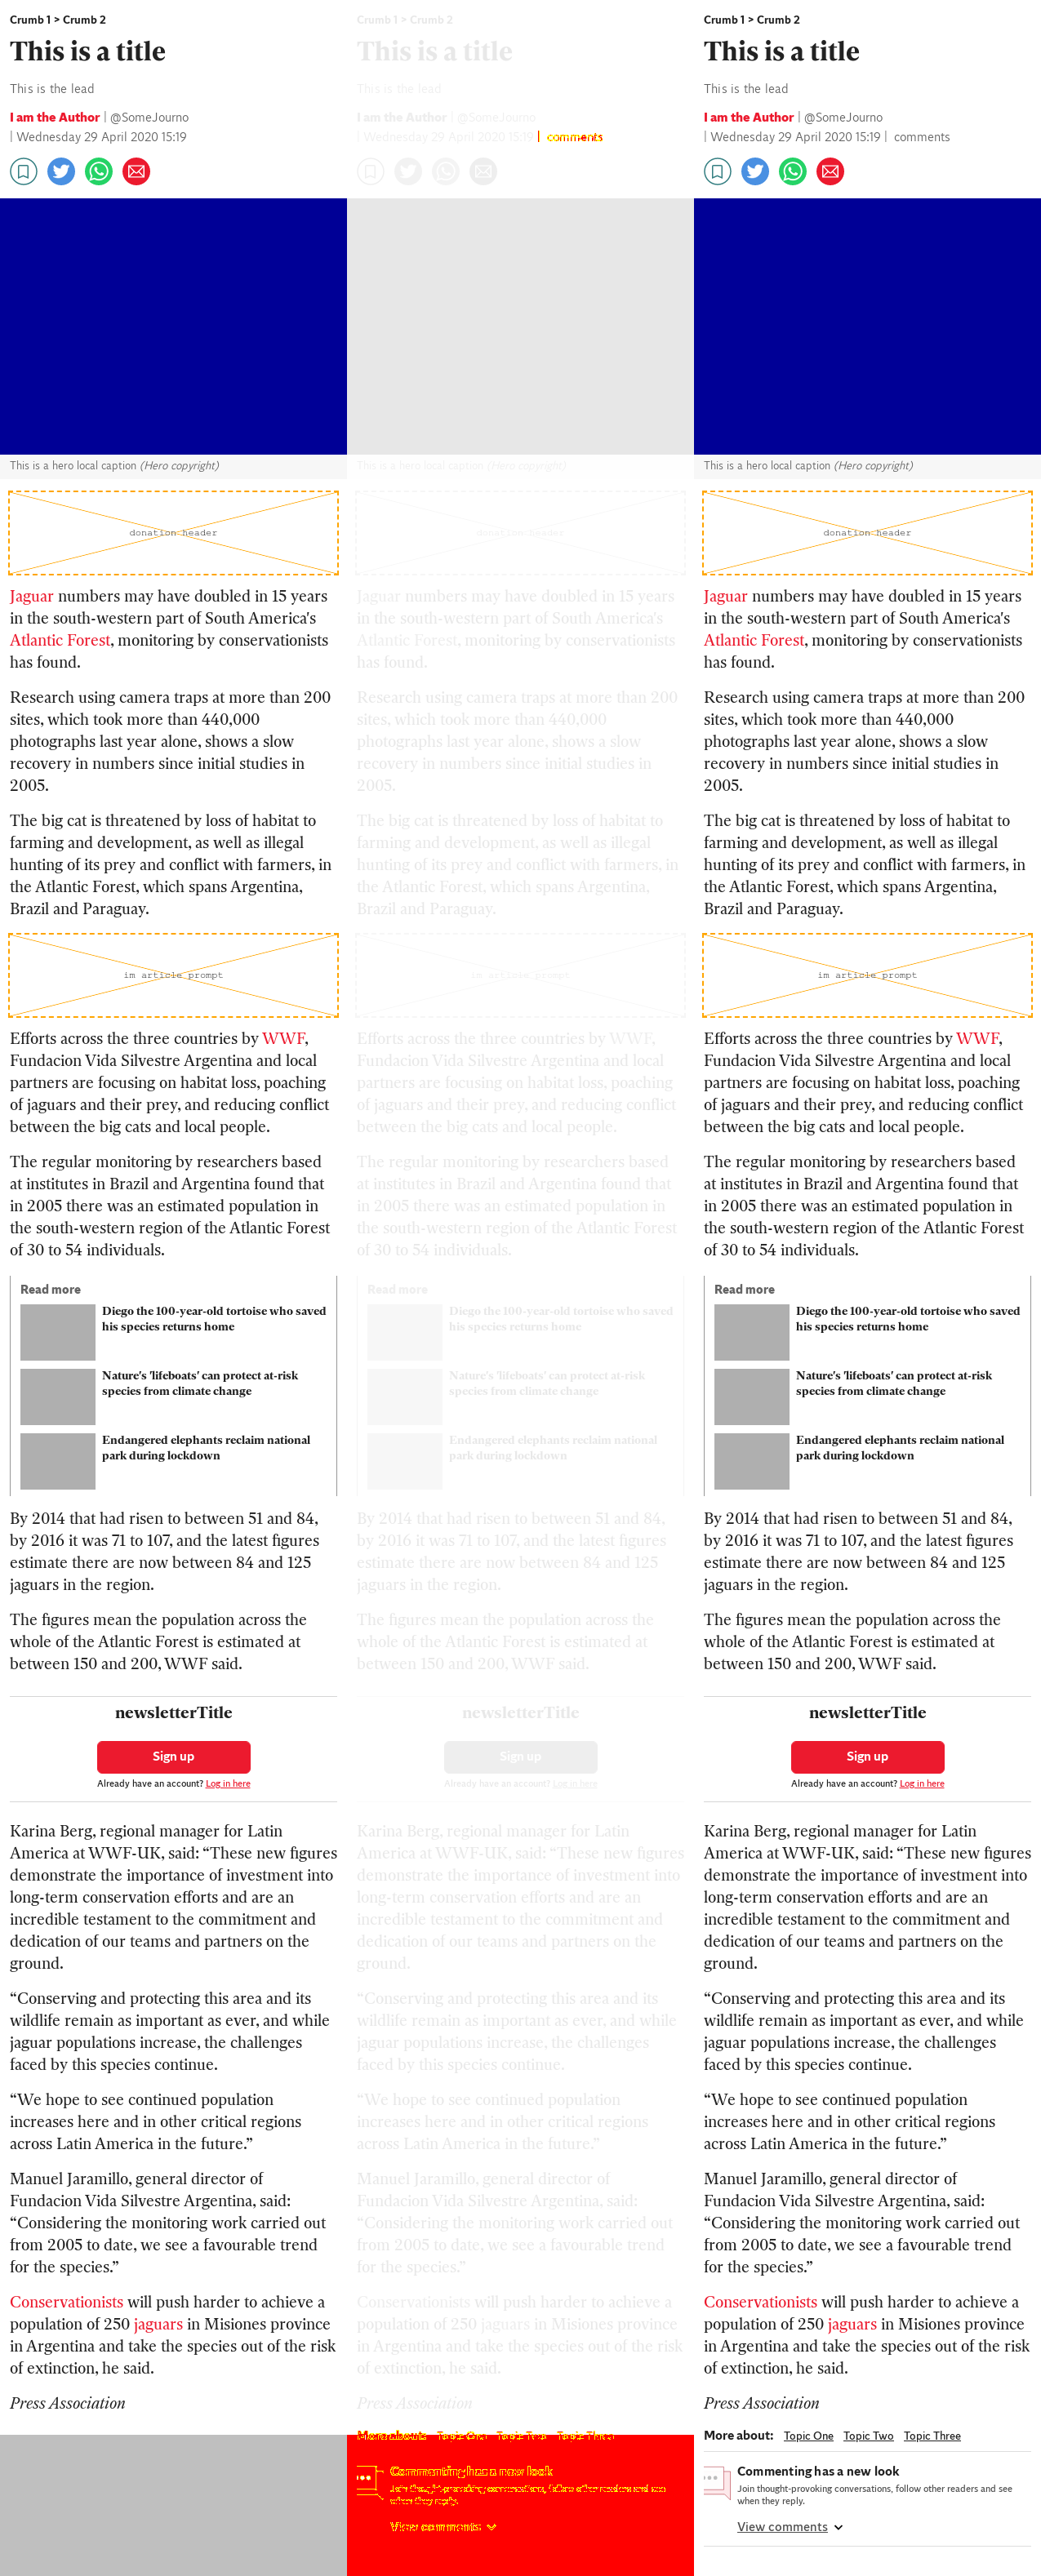 Crumb 1 > Crumb 2
This is a title
This is the lead
I am the Author | @SomeJourno
| Wednesday 29 April 2020 15:19
This is a hero local caption (Hero copyright)
donation header
Jaguar numbers may have doubled in 15 years
in the south-western part of South America's
Atlantic Forest, monitoring by conservationists
has found.
Research using camera traps at more than 200
sites, which took more than 440,000
photographs last year alone, shows a slow
recovery in numbers since initial studies in
2005.
The big cat is threatened by loss of habitat to
farming and development, as well as illegal
hunting of its prey and conflict with farmers, in
the Atlantic Forest, which spans Argentina,
Brazil and Paraguay.
im article prompt
Efforts across the three countries by WWF,
Fundacion Vida Silvestre Argentina and local
partners are focusing on habitat loss, poaching
of jaguars and their prey, and reducing conflict
between the big cats and local people.
The regular monitoring by researchers based
at institutes in Brazil and Argentina found that
in 2005 there was an estimated population in
the south-western region of the Atlantic Forest
of 30 to 54 individuals.
Read more
Diego the 100-year-old tortoise who saved
his species returns home
Nature's 'lifeboats' can protect at-risk
species from climate change
Endangered elephants reclaim national
park during lockdown
By 2014 that had risen to between 51 and 84,
by 2016 it was 71 to 107, and the latest figures
estimate there are now between 84 and 125
jaguars in the region.
The figures mean the population across the
whole of the Atlantic Forest is estimated at
between 150 and 200, WWF said.
newsletterTitle
Sign up
Already have an account? Log in here
Karina Berg, regional manager for Latin
America at WWF-UK, said: “These new figures
demonstrate the importance of investment into
long-term conservation efforts and are an
incredible testament to the commitment and
dedication of our teams and partners on the
ground.
“Conserving and protecting this area and its
wildlife remain as important as ever, and while
jaguar populations increase, the challenges
faced by this species continue.
“We hope to see continued population
increases here and in other critical regions
across Latin America in the future.”
Manuel Jaramillo, general director of
Fundacion Vida Silvestre Argentina, said:
“Considering the monitoring work carried out
from 2005 to date, we see a favourable trend
for the species.”
Conservationists will push harder to achieve a
population of 250 jaguars in Misiones province
in Argentina and take the species out of the risk
of extinction, he said.
Press Association
Crumb 1 > Crumb 2
This is a title
This is the lead
I am the Author | @SomeJourno
| Wednesday 29 April 2020 15:19 | comments
This is a hero local caption (Hero copyright)
donation header
Jaguar numbers may have doubled in 15 years
in the south-western part of South America's
Atlantic Forest, monitoring by conservationists
has found.
Research using camera traps at more than 200
sites, which took more than 440,000
photographs last year alone, shows a slow
recovery in numbers since initial studies in
2005.
The big cat is threatened by loss of habitat to
farming and development, as well as illegal
hunting of its prey and conflict with farmers, in
the Atlantic Forest, which spans Argentina,
Brazil and Paraguay.
im article prompt
Efforts across the three countries by WWF,
Fundacion Vida Silvestre Argentina and local
partners are focusing on habitat loss, poaching
of jaguars and their prey, and reducing conflict
between the big cats and local people.
The regular monitoring by researchers based
at institutes in Brazil and Argentina found that
in 2005 there was an estimated population in
the south-western region of the Atlantic Forest
of 30 to 54 individuals.
Read more
Diego the 100-year-old tortoise who saved
his species returns home
Nature's 'lifeboats' can protect at-risk
species from climate change
Endangered elephants reclaim national
park during lockdown
By 2014 that had risen to between 51 and 84,
by 2016 it was 71 to 107, and the latest figures
estimate there are now between 84 and 125
jaguars in the region.
The figures mean the population across the
whole of the Atlantic Forest is estimated at
between 150 and 200, WWF said.
newsletterTitle
Sign up
Already have an account? Log in here
Karina Berg, regional manager for Latin
America at WWF-UK, said: “These new figures
demonstrate the importance of investment into
long-term conservation efforts and are an
incredible testament to the commitment and
dedication of our teams and partners on the
ground.
“Conserving and protecting this area and its
wildlife remain as important as ever, and while
jaguar populations increase, the challenges
faced by this species continue.
“We hope to see continued population
increases here and in other critical regions
across Latin America in the future.”
Manuel Jaramillo, general director of
Fundacion Vida Silvestre Argentina, said:
“Considering the monitoring work carried out
from 2005 to date, we see a favourable trend
for the species.”
Conservationists will push harder to achieve a
population of 250 jaguars in Misiones province
in Argentina and take the species out of the risk
of extinction, he said.
Press Association
More about: Topic One Topic Two Topic Three
Commenting has a new look
Join thought-provoking conversations, follow other readers and see
when they reply.
View comments
Crumb 1 > Crumb 2
This is a title
This is the lead
I am the Author | @SomeJourno
| Wednesday 29 April 2020 15:19 | comments
This is a hero local caption (Hero copyright)
donation header
Jaguar numbers may have doubled in 15 years
in the south-western part of South America's
Atlantic Forest, monitoring by conservationists
has found.
Research using camera traps at more than 200
sites, which took more than 440,000
photographs last year alone, shows a slow
recovery in numbers since initial studies in
2005.
The big cat is threatened by loss of habitat to
farming and development, as well as illegal
hunting of its prey and conflict with farmers, in
the Atlantic Forest, which spans Argentina,
Brazil and Paraguay.
im article prompt
Efforts across the three countries by WWF,
Fundacion Vida Silvestre Argentina and local
partners are focusing on habitat loss, poaching
of jaguars and their prey, and reducing conflict
between the big cats and local people.
The regular monitoring by researchers based
at institutes in Brazil and Argentina found that
in 2005 there was an estimated population in
the south-western region of the Atlantic Forest
of 30 to 54 individuals.
Read more
Diego the 100-year-old tortoise who saved
his species returns home
Nature's 'lifeboats' can protect at-risk
species from climate change
Endangered elephants reclaim national
park during lockdown
By 2014 that had risen to between 51 and 84,
by 2016 it was 71 to 107, and the latest figures
estimate there are now between 84 and 125
jaguars in the region.
The figures mean the population across the
whole of the Atlantic Forest is estimated at
between 150 and 200, WWF said.
newsletterTitle
Sign up
Already have an account? Log in here
Karina Berg, regional manager for Latin
America at WWF-UK, said: “These new figures
demonstrate the importance of investment into
long-term conservation efforts and are an
incredible testament to the commitment and
dedication of our teams and partners on the
ground.
“Conserving and protecting this area and its
wildlife remain as important as ever, and while
jaguar populations increase, the challenges
faced by this species continue.
“We hope to see continued population
increases here and in other critical regions
across Latin America in the future.”
Manuel Jaramillo, general director of
Fundacion Vida Silvestre Argentina, said:
“Considering the monitoring work carried out
from 2005 to date, we see a favourable trend
for the species.”
Conservationists will push harder to achieve a
population of 250 jaguars in Misiones province
in Argentina and take the species out of the risk
of extinction, he said.
Press Association
More about: Topic One Topic Two Topic Three
Commenting has a new look
Join thought-provoking conversations, follow other readers and see
when they reply.
View comments